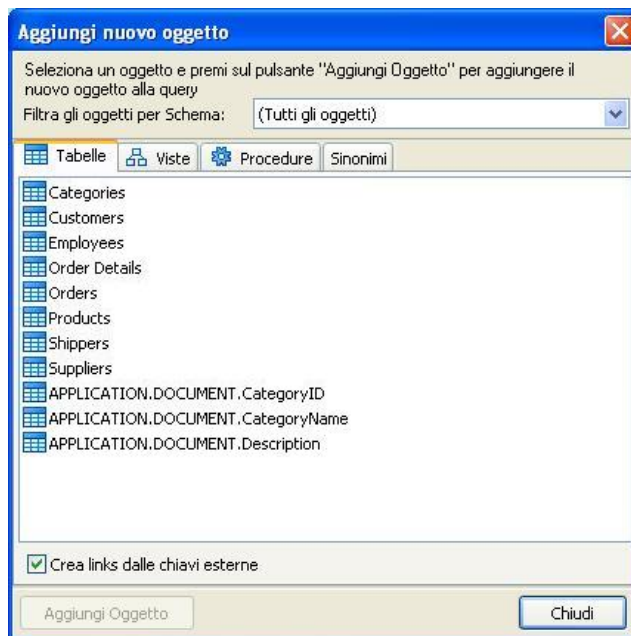 Aggiungi nuovo oggetto
Seleziona un oggetto e premi sul pulsante "Aggiungi Oggetto" per aggiungere il
nuovo oggetto alla query
Filtra gli oggetti per Schema: (Tutti gli oggetti)
Tabelle Viste Procedure Sinonimi
Categories
Customers
Employees
Order Details
Orders
Products
Shippers
Suppliers
APPLICATION.DOCUMENT.CategoryID
APPLICATION.DOCUMENT.CategoryName
APPLICATION.DOCUMENT.Description
Crea links dalle chiavi esterne
Aggiungi Oggetto Chiudi